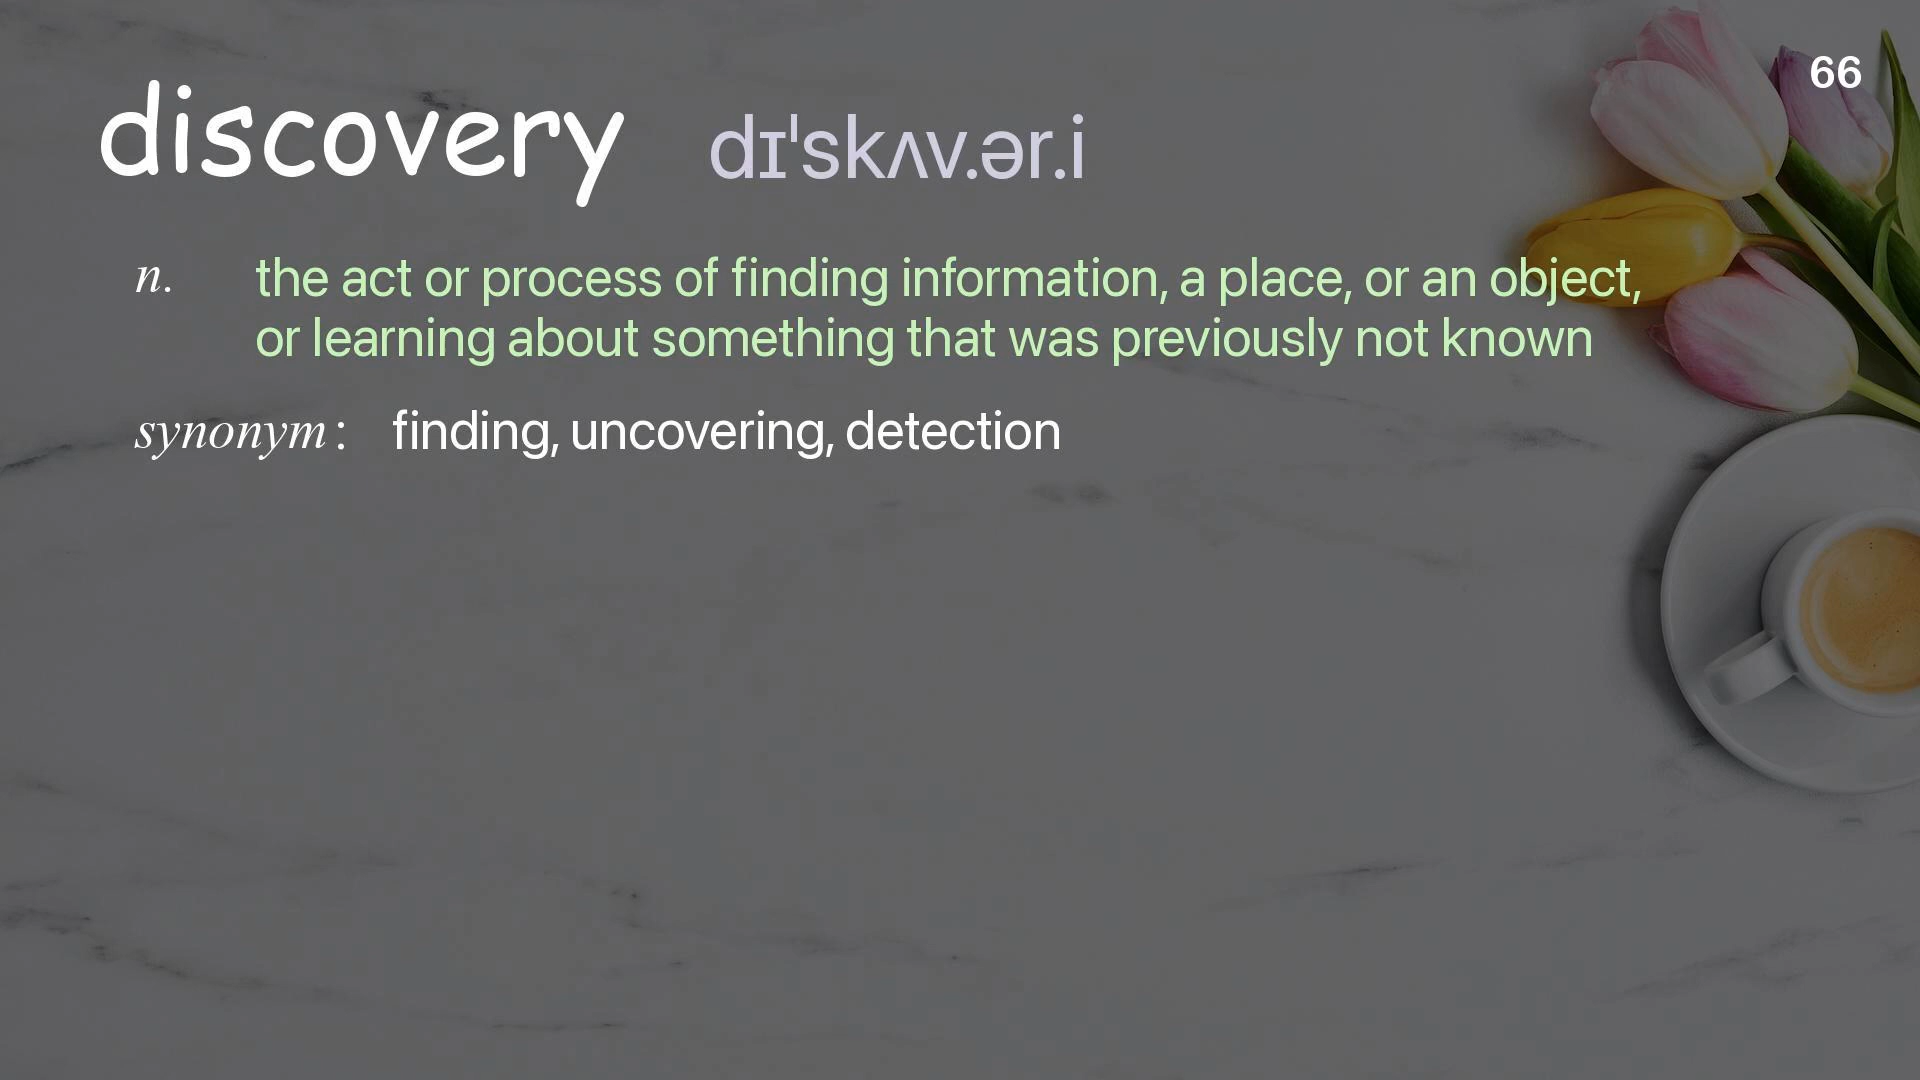 66
discovery dɪˈskʌv.ər.i
n. the act or process of finding information, a place, or an object,
or learning about something that was previously not known
synonym: finding, uncovering, detection